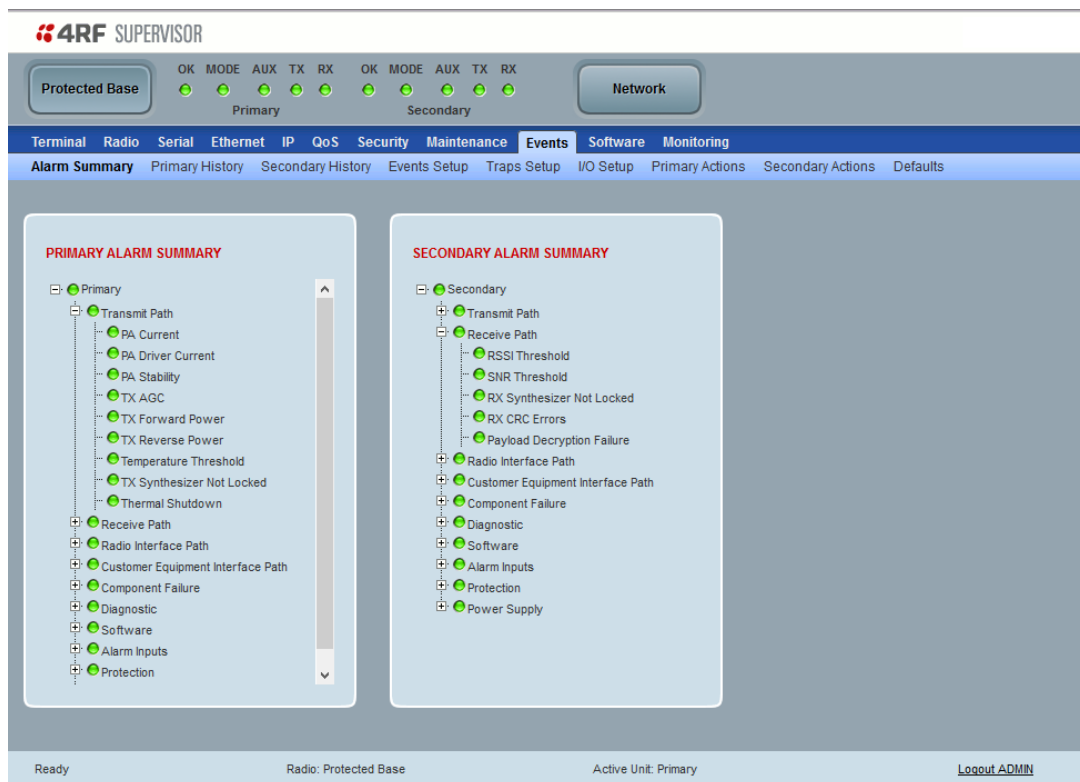 4RF SUPERVISOR
Protected Base
OK MODE AUX TX RX
Primary
OK MODE AUX TX RX
Secondary
Network
Terminal Radio Serial Ethernet IP QoS Security Maintenance Events Software Monitoring
Alarm Summary Primary History Secondary History Events Setup Traps Setup I/O Setup Primary Actions Secondary Actions Defaults
PRIMARY ALARM SUMMARY
Primary
Transmit Path
PA Current
PA Driver Current
PA Stability
TX AGC
TX Forward Power
TX Reverse Power
Temperature Threshold
TX Synthesizer Not Locked
Thermal Shutdown
Receive Path
Radio Interface Path
Customer Equipment Interface Path
Component Failure
Diagnostic
Software
Alarm Inputs
Protection
SECONDARY ALARM SUMMARY
Secondary
Transmit Path
Receive Path
RSSI Threshold
SNR Threshold
RX Synthesizer Not Locked
RX CRC Errors
Payload Decryption Failure
Radio Interface Path
Customer Equipment Interface Path
Component Failure
Diagnostic
Software
Alarm Inputs
Protection
Power Supply
Ready
Radio: Protected Base
Active Unit: Primary
Logout ADMIN